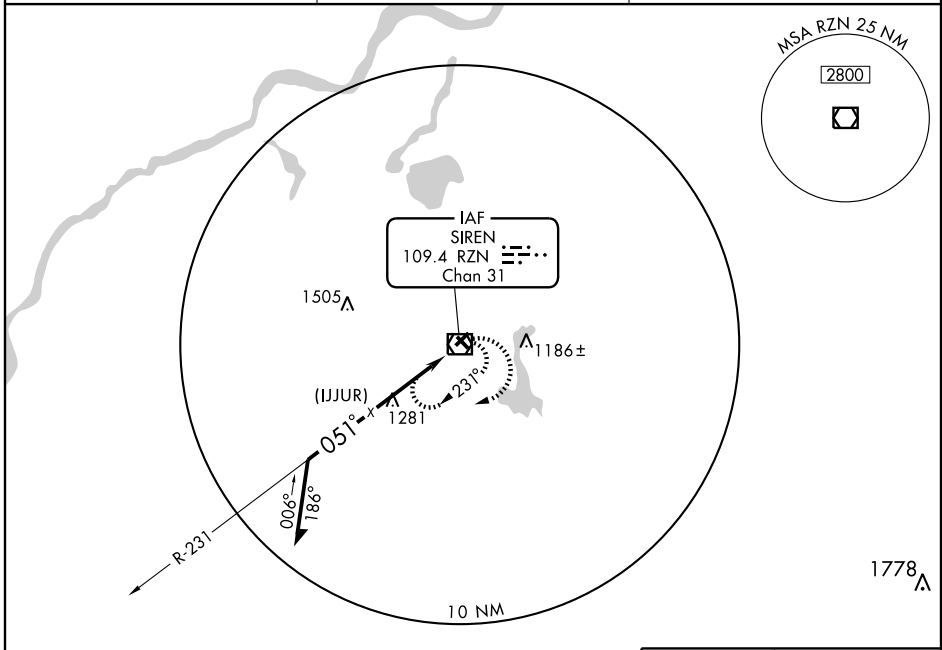 MSA RZN 25 NM
2800
IAF
SIREN
109.4 RZN
Chan 31
1505
1186±
(IJJUR)
1281
231°
051°
006°
186°
R-231
1778
10 NM